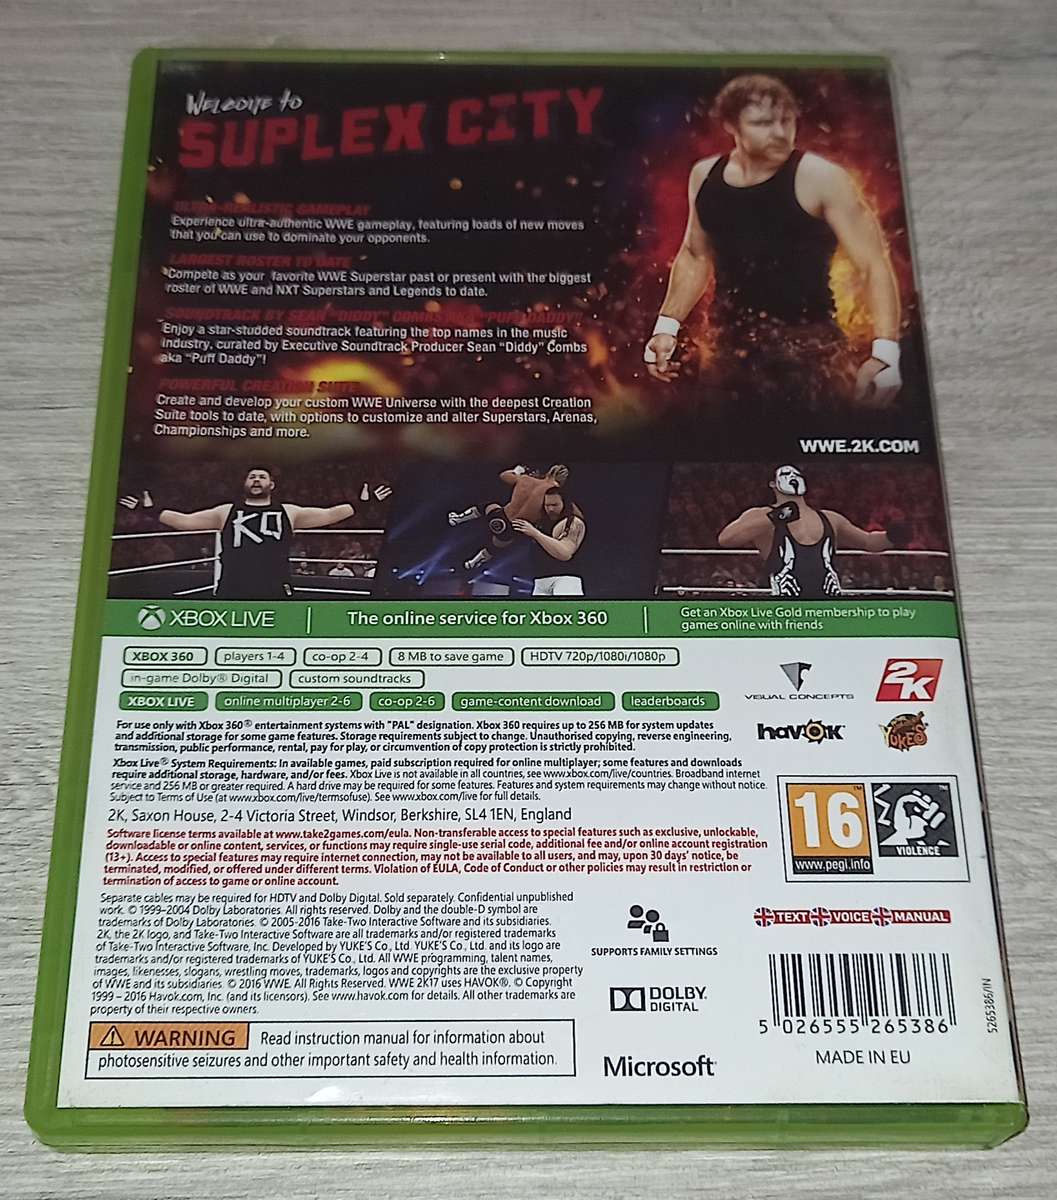 WELCOME TO
SUPLEX CITY
ULTRA-REALISTIC GAMEPLAY
Experience ultra-authentic WWE gameplay, featuring loads of new moves
that you can use to dominate your opponents.
LARGEST ROSTER TO DATE
Compete as your favorite WWE Superstar past or present with the biggest
roster of WWE and NXT Superstars and Legends to date.
SOUNDTRACK BY SEAN "DIDDY" COMBS AKA "PUFF DADDY"!
Enjoy a star-studded soundtrack featuring the top names in the music
industry, curated by Executive Soundtrack Producer Sean "Diddy" Combs
aka "Puff Daddy"!
POWERFUL CREATION SUITE
Create and develop your custom WWE Universe with the deepest Creation
Suite tools to date, with options to customize and alter Superstars, Arenas,
Championships and more.
WWE.2K.COM
KO
XBOX LIVE
The online service for Xbox 360
Get an Xbox Live Gold membership to play
games online with friends
XBOX 360 players 1-4 co-op 2-4 8 MB to save game HDTV 720p/1080i/1080p
in-game Dolby® Digital custom soundtracks
XBOX LIVE online multiplayer 2-6 co-op 2-6 game-content download leaderboards
VISUAL CONCEPTS
2K
havok
YUKE'S
For use only with Xbox 360® entertainment systems with "PAL" designation. Xbox 360 requires up to 256 MB for system updates
and additional storage for some game features. Storage requirements subject to change. Unauthorised copying, reverse engineering,
transmission, public performance, rental, pay for play, or circumvention of copy protection is strictly prohibited.
Xbox Live® System Requirements: In available games, paid subscription required for online multiplayer; some features and downloads
require additional storage, hardware, and/or fees. Xbox Live is not available in all countries, see www.xbox.com/live/countries. Broadband internet
service and 256 MB or greater required. A hard drive may be required for some features. Features and system requirements may change without notice.
Subject to Terms of Use (at www.xbox.com/live/termsofuse). See www.xbox.com/live for full details.
2K, Saxon House, 2-4 Victoria Street, Windsor, Berkshire, SL4 1EN, England
Software license terms available at www.take2games.com/eula. Non-transferable access to special features such as exclusive, unlockable,
downloadable or online content, services, or functions may require single-use serial code, additional fee and/or online account registration
(13+). Access to special features may require internet connection, may not be available to all users, and may, upon 30 days' notice, be
terminated, modified, or offered under different terms. Violation of EULA, Code of Conduct or other policies may result in restriction or
termination of access to game or online account.
16
www.pegi.info
VIOLENCE
Separate cables may be required for HDTV and Dolby Digital. Sold separately. Confidential unpublished
work. © 1999–2004 Dolby Laboratories. All rights reserved. Dolby and the double-D symbol are
trademarks of Dolby Laboratories. © 2005-2016 Take-Two Interactive Software and its subsidiaries.
2K, the 2K logo, and Take-Two Interactive Software are all trademarks and/or registered trademarks
of Take-Two Interactive Software, Inc. Developed by YUKE'S Co., Ltd. YUKE'S Co., Ltd. and its logo are
trademarks and/or registered trademarks of YUKE'S Co., Ltd. All WWE programming, talent names,
images, likenesses, slogans, wrestling moves, trademarks, logos and copyrights are the exclusive property
of WWE and its subsidiaries. © 2016 WWE. All Rights Reserved. WWE 2K17 uses HAVOK®. © Copyright
1999 – 2016 Havok.com, Inc. (and its licensors). See www.havok.com for details. All other trademarks are
property of their respective owners.
SUPPORTS FAMILY SETTINGS
TEXT VOICE MANUAL
DOLBY
DIGITAL
5 026555 265386
5265386/IN
MADE IN EU
WARNING Read instruction manual for information about
photosensitive seizures and other important safety and health information.
Microsoft